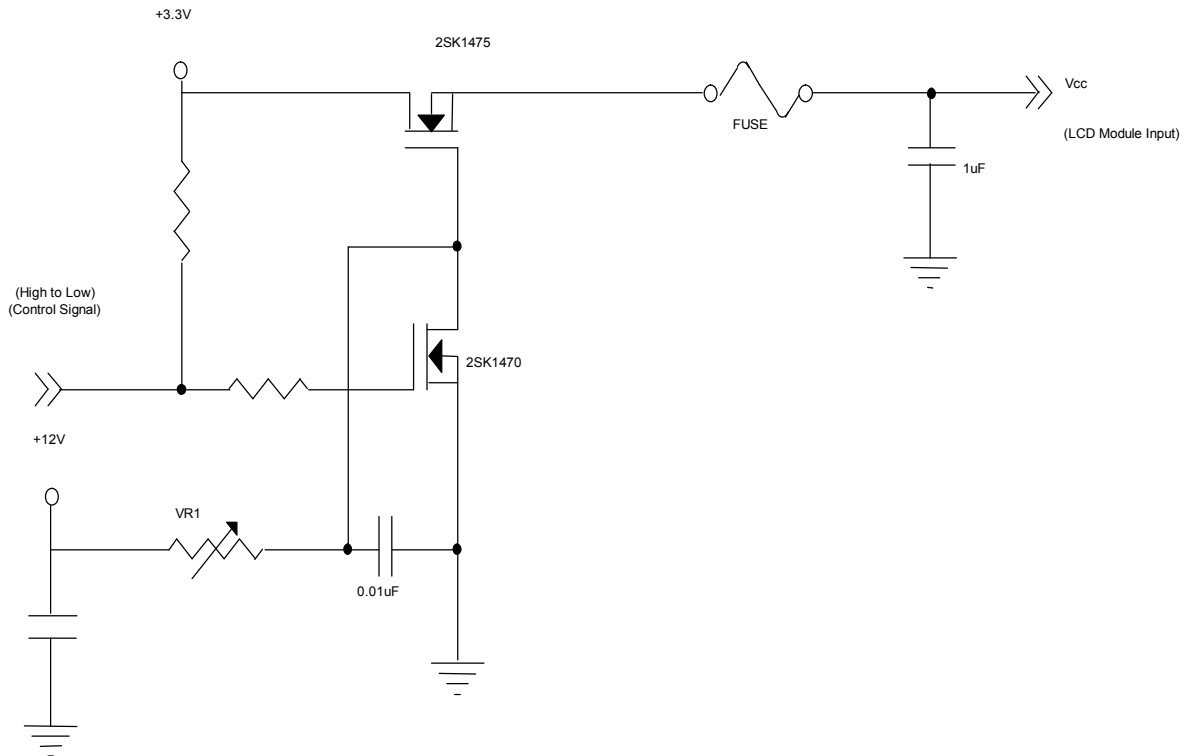 +3.3V
2SK1475
FUSE
Vcc
(LCD Module Input)
1uF
(High to Low)
(Control Signal)
2SK1470
+12V
VR1
0.01uF